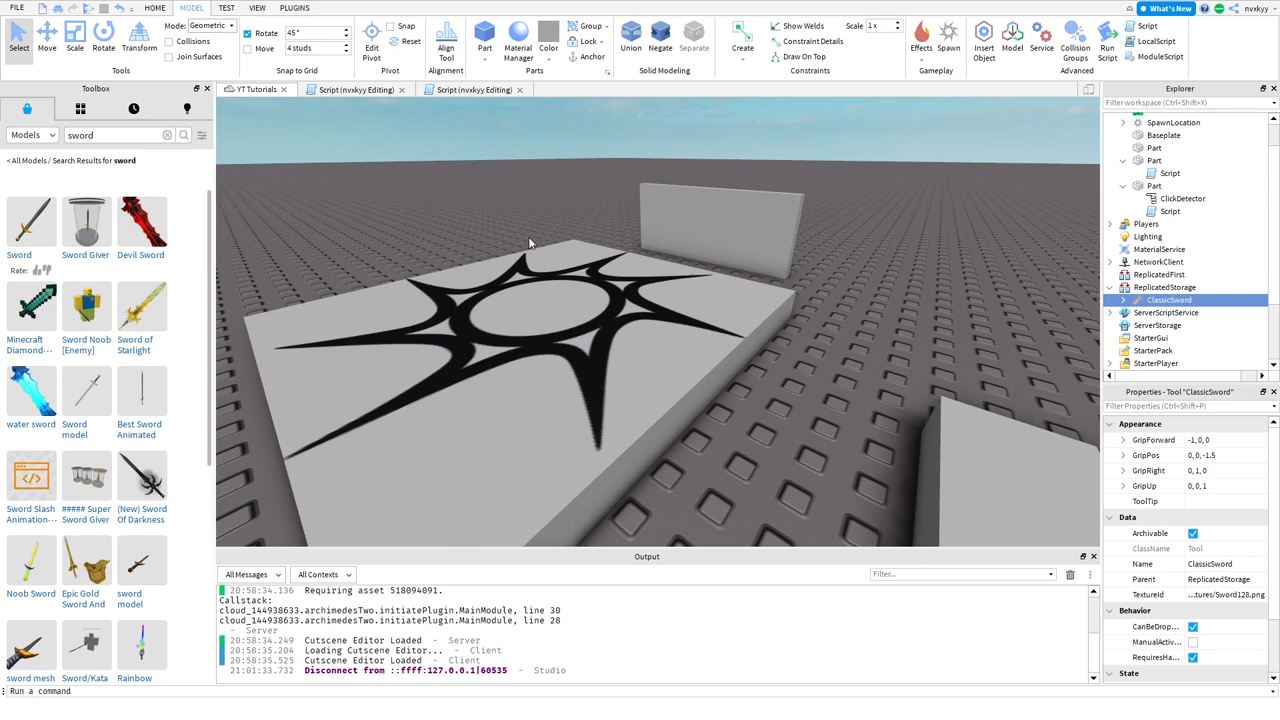 FILE HOME MODEL TEST VIEW PLUGINS What's New nvxkyy
Select Move Scale Rotate Transform Mode: Geometric Collisions Join Surfaces Tools
Rotate 45° Move 4 studs Snap to Grid
Edit Pivot Snap Reset Pivot
Align Tool Alignment
Part Material Manager Color Group Lock Anchor Parts
Union Negate Separate Solid Modeling
Create Show Welds Scale 1 x Constraint Details Draw On Top Constraints
Effects Spawn Gameplay
Insert Object Model Service Collision Groups Run Script Script LocalScript ModuleScript Advanced
Toolbox
Models sword
< All Models / Search Results for sword
Sword Sword Giver Devil Sword
Rate:
Minecraft Diamond··· Sword Noob [Enemy] Sword of Starlight
water sword Sword model Best Sword Animated
Sword Slash Animation··· ##### Super Sword Giver (New) Sword Of Darkness
Noob Sword Epic Gold Sword And sword model
sword mesh Sword/Kata Rainbow
YT Tutorials Script (nvxkyy Editing) Script (nvxkyy Editing)
Output
All Messages All Contexts Filter...
20:58:34.136 Requiring asset 518094091.
Callstack:
cloud_144938633.archimedesTwo.initiatePlugin.MainModule, line 30
cloud_144938633.archimedesTwo.initiatePlugin.MainModule, line 28
- Server
20:58:34.249 Cutscene Editor Loaded - Server
20:58:35.204 Loading Cutscene Editor... - Client
20:58:35.525 Cutscene Editor Loaded - Client
21:01:33.732 Disconnect from ::ffff:127.0.0.1|60535 - Studio
Run a command
Explorer
Filter workspace (Ctrl+Shift+X)
SpawnLocation
Baseplate
Part
Part
Script
Part
ClickDetector
Script
Players
Lighting
MaterialService
NetworkClient
ReplicatedFirst
ReplicatedStorage
ClassicSword
ServerScriptService
ServerStorage
StarterGui
StarterPack
StarterPlayer
Properties - Tool "ClassicSword"
Filter Properties (Ctrl+Shift+P)
Appearance
GripForward -1, 0, 0
GripPos 0, 0, -1.5
GripRight 0, 1, 0
GripUp 0, 0, 1
ToolTip
Data
Archivable
ClassName Tool
Name ClassicSword
Parent ReplicatedStorage
TextureId ...tures/Sword128.png
Behavior
CanBeDrop...
ManualActiv...
RequiresHa...
State